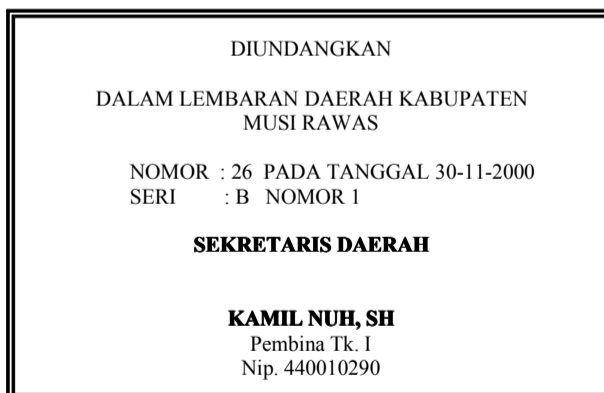 DIUNDANGKAN
DALAM LEMBARAN DAERAH KABUPATEN
MUSI RAWAS
NOMOR : 26 PADA TANGGAL 30-11-2000
SERI : B NOMOR 1
SEKRETARIS DAERAH
KAMIL NUH, SH
Pembina Tk. I
Nip. 440010290